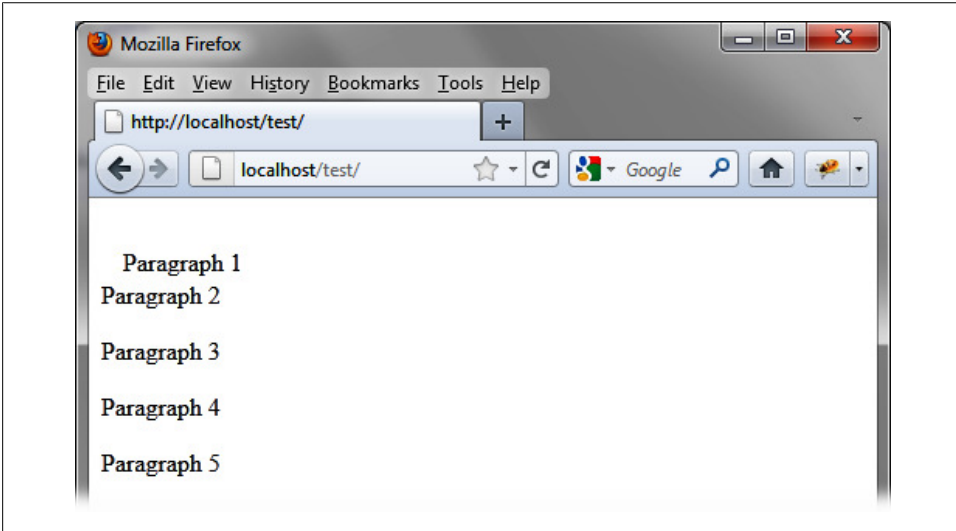 Mozilla Firefox
File Edit View History Bookmarks Tools Help
http://localhost/test/
localhost/test/ Google
Paragraph 1
Paragraph 2
Paragraph 3
Paragraph 4
Paragraph 5